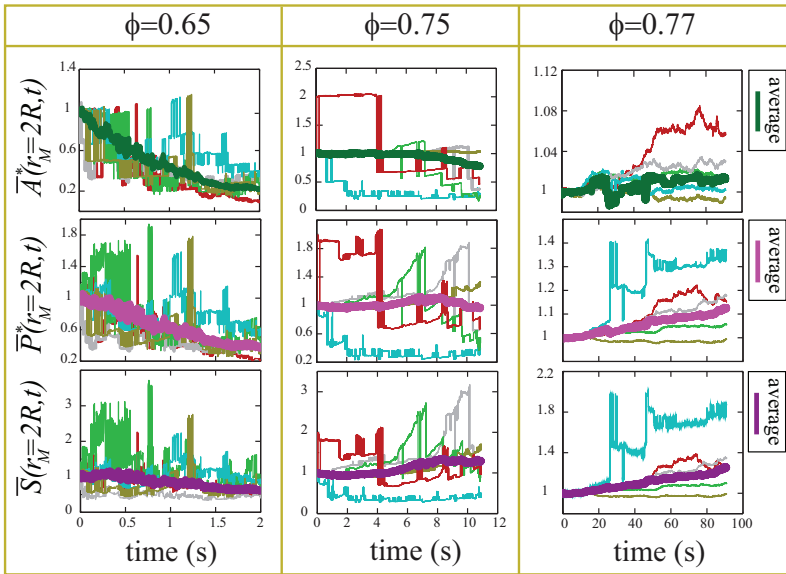 ϕ=0.65
ϕ=0.75
ϕ=0.77
A̅*(r_M=2R,t)
1.4
1
0.6
0.2
2.5
2.0
1.5
1
0.5
0
1.12
1.08
1.04
1
average
P̅*(r_M=2R,t)
1.8
1.4
1
0.6
0.2
1.8
1.4
1
0.6
0.2
1.4
1.3
1.2
1.1
1
average
S̅(r_M=2R,t)
3
2
1
0
3
2
1
0
2.2
1.8
1.4
1
average
0 0.5 1.0 1.5 2
0 2 4 6 8 10 12
0 20 40 60 80 100
time (s)
time (s)
time (s)